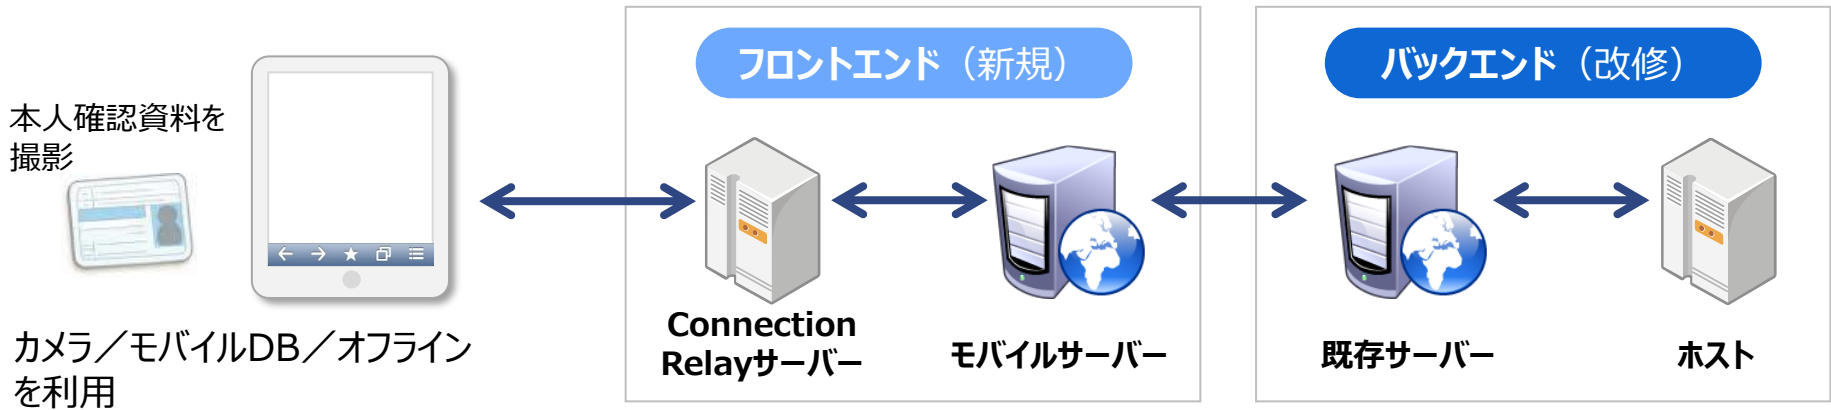 本人確認資料を
撮影
カメラ／モバイルDB／オフライン
を利用
フロントエンド（新規）
Connection
Relayサーバー
モバイルサーバー
バックエンド（改修）
既存サーバー
ホスト